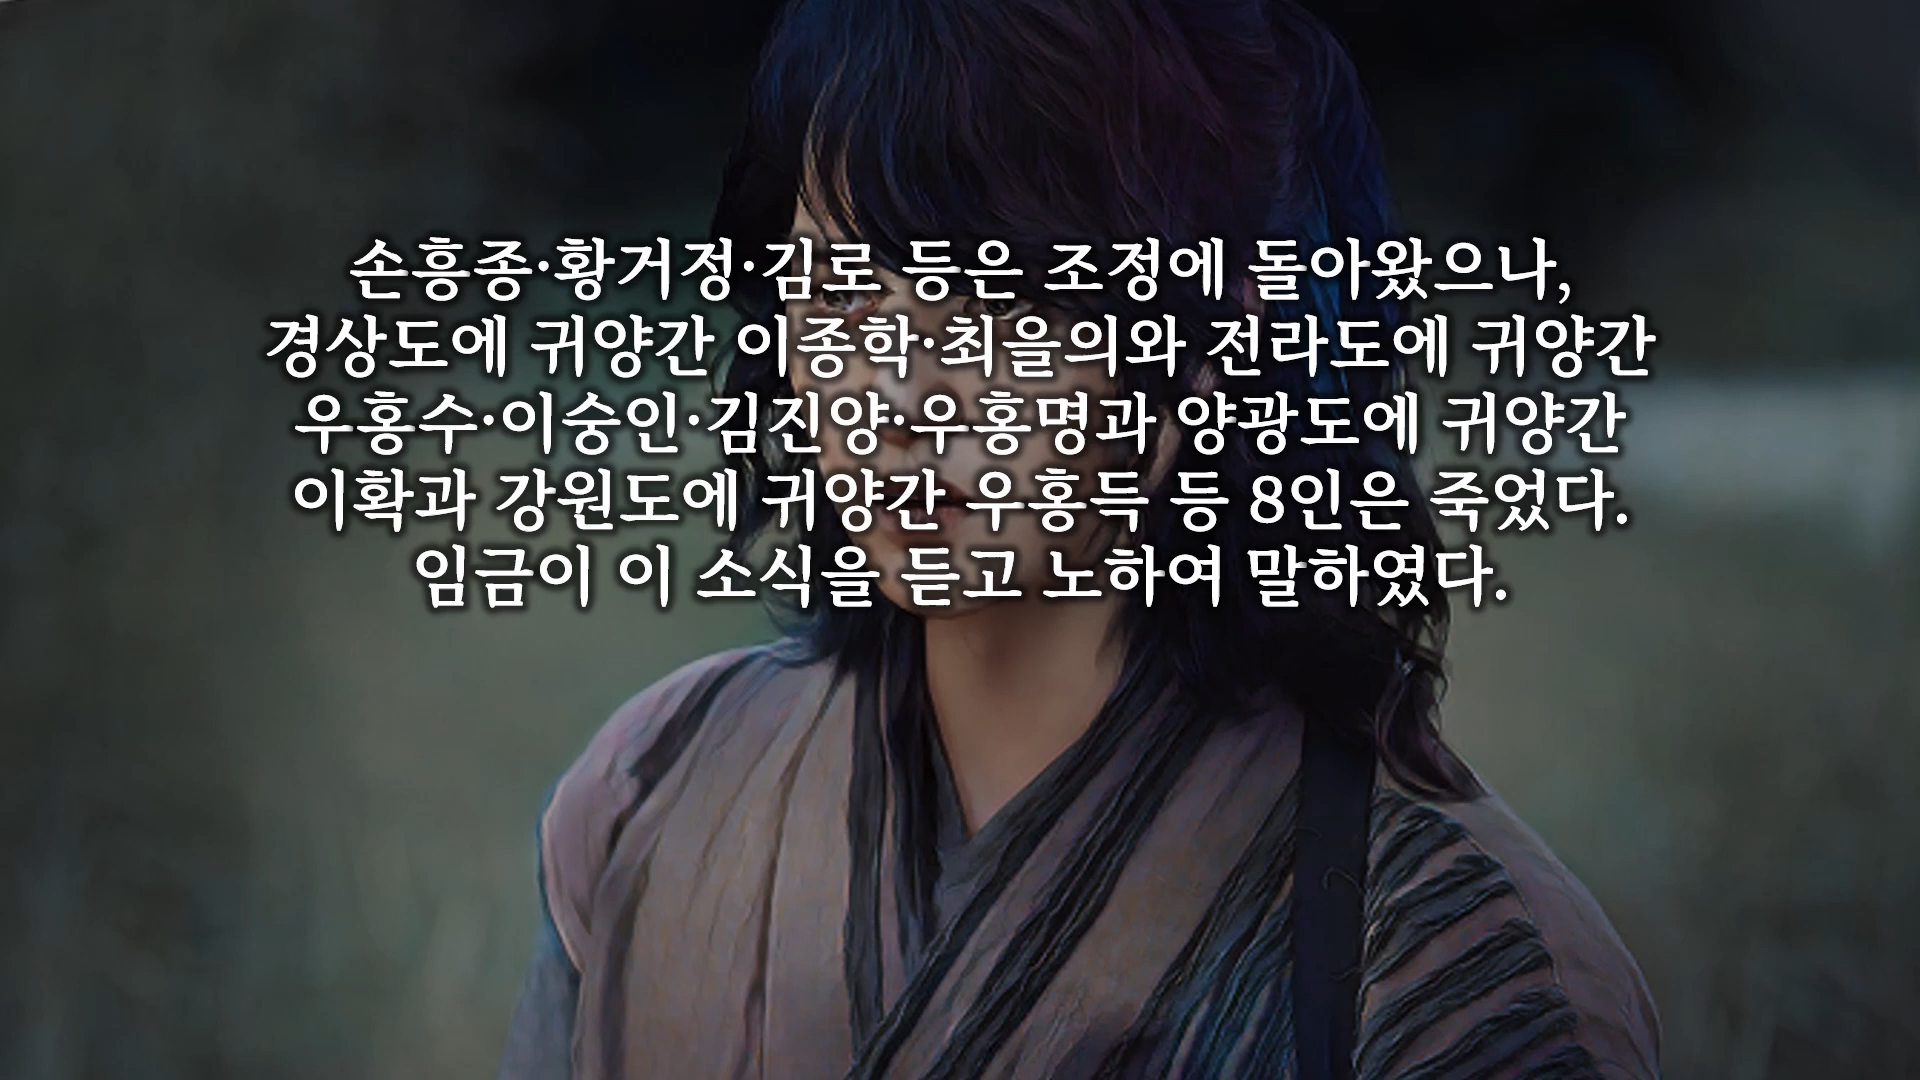 손흥종·황거정·김로 등은 조정에 돌아왔으나,
경상도에 귀양간 이종학·최을의와 전라도에 귀양간
우홍수·이숭인·김진양·우홍명과 양광도에 귀양간
이확과 강원도에 귀양간 우홍득 등 8인은 죽었다.
임금이 이 소식을 듣고 노하여 말하였다.